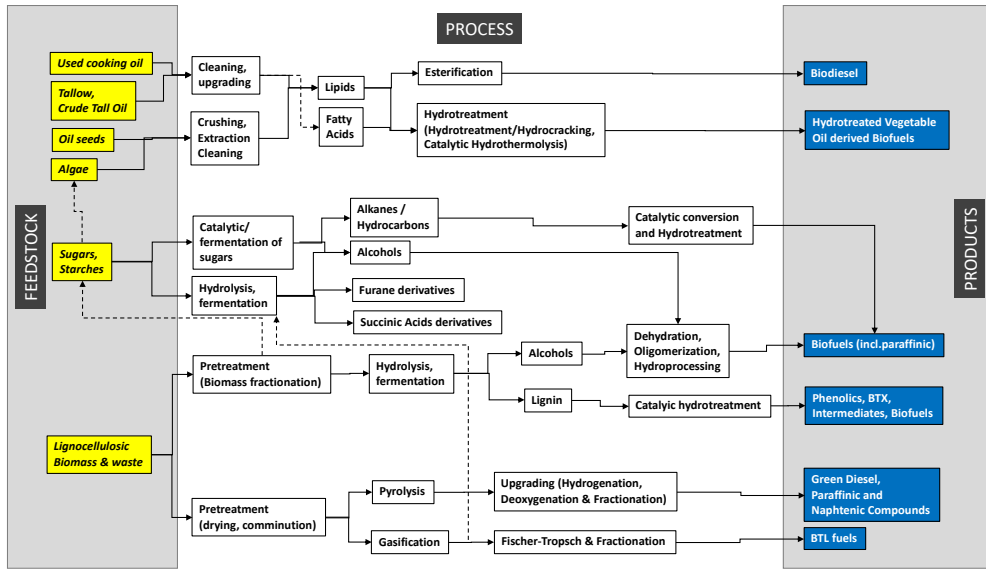 PROCESS
FEEDSTOCK
PRODUCTS
Used cooking oil
Tallow,
Crude Tall Oil
Oil seeds
Algae
Sugars,
Starches
Lignocellulosic
Biomass & waste
Cleaning,
upgrading
Crushing,
Extraction
Cleaning
Lipids
Fatty
Acids
Esterification
Hydrotreatment
(Hydrotreatment/Hydrocracking,
Catalytic Hydrothermolysis)
Biodiesel
Hydrotreated Vegetable
Oil derived Biofuels
Catalytic/
fermentation of
sugars
Hydrolysis,
fermentation
Alkanes /
Hydrocarbons
Alcohols
Furane derivatives
Succinic Acids derivatives
Catalytic conversion
and Hydrotreatment
Pretreatment
(Biomass fractionation)
Hydrolysis,
fermentation
Alcohols
Lignin
Dehydration,
Oligomerization,
Hydroprocessing
Catalyic hydrotreatment
Biofuels (incl.paraffinic)
Phenolics, BTX,
Intermediates, Biofuels
Pretreatment
(drying, comminution)
Pyrolysis
Gasification
Upgrading (Hydrogenation,
Deoxygenation & Fractionation)
Fischer-Tropsch & Fractionation
Green Diesel,
Paraffinic and
Naphtenic Compounds
BTL fuels